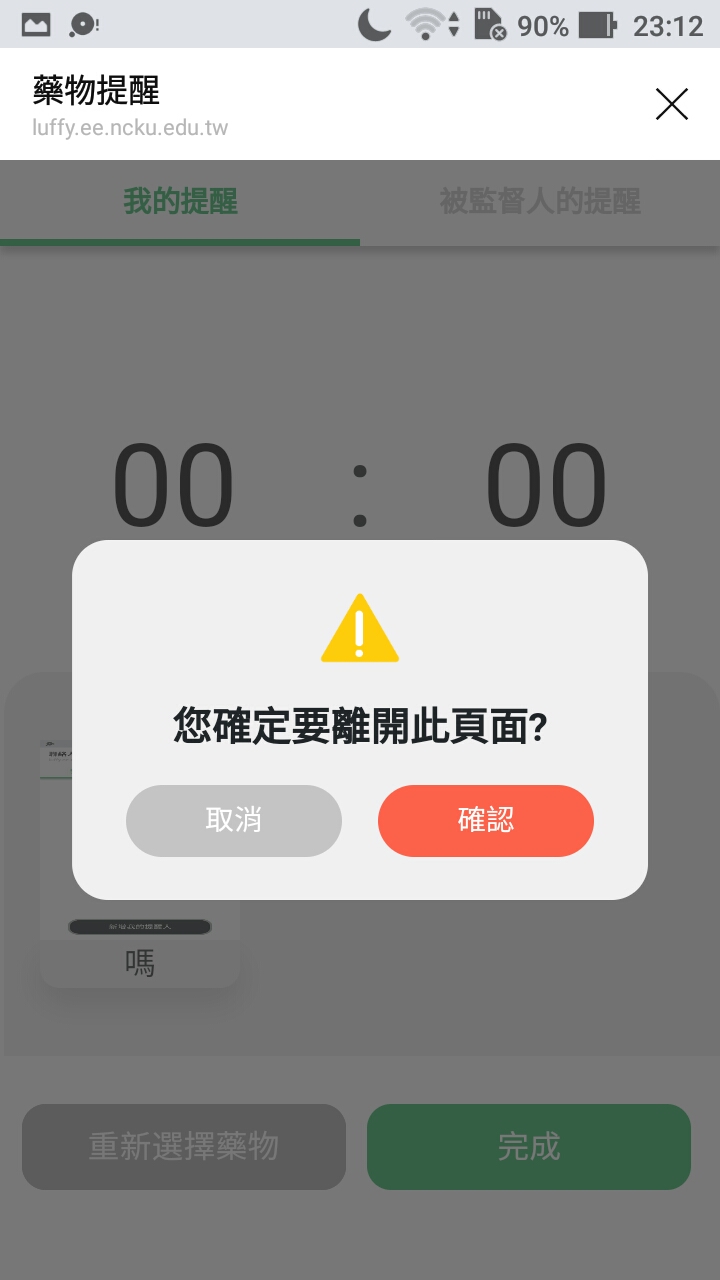 90% 23:12
藥物提醒
luffy.ee.ncku.edu.tw
我的提醒 被監督人的提醒
00 : 00
您確定要離開此頁面?
取消 確認
嗎
重新選擇藥物 完成